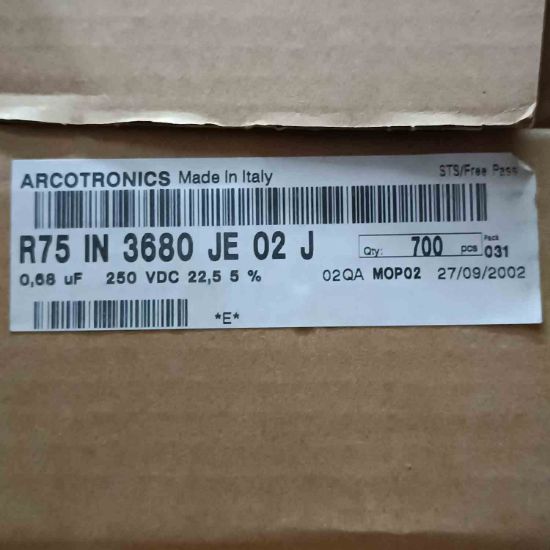 ARCOTRONICS Made in Italy STS/Free Pass
R75 IN 3680 JE 02 J Qty: 700 pcs Pack 031
0,68 uF 250 VDC 22,5 5 % 02QA MOP02 27/09/2002
*E*